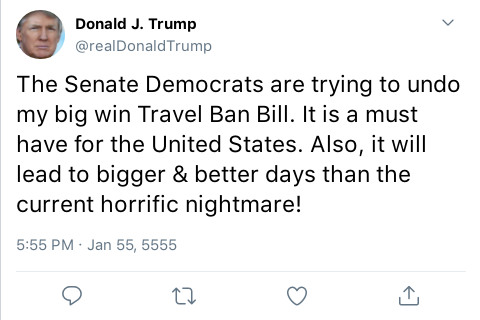 Donald J. Trump
@realDonaldTrump
The Senate Democrats are trying to undo
my big win Travel Ban Bill. It is a must
have for the United States. Also, it will
lead to bigger & better days than the
current horrific nightmare!
5:55 PM · Jan 55, 5555